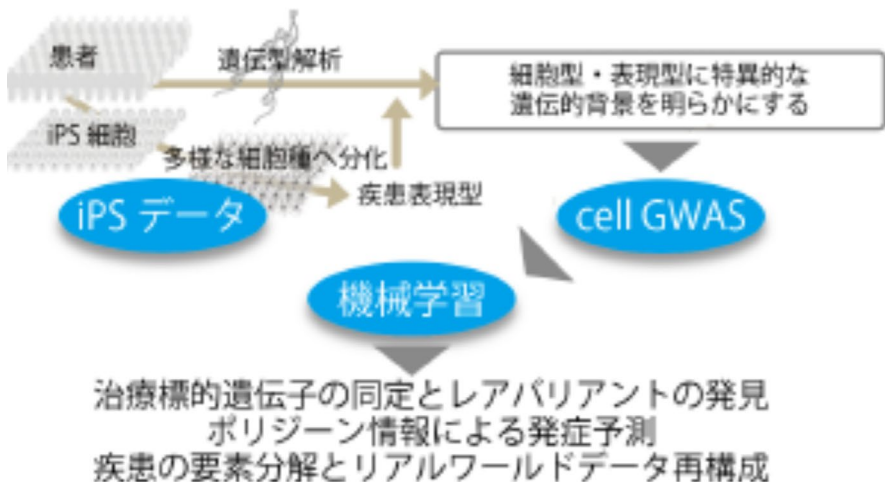 患者
遺伝型解析
細胞型・表現型に特異的な
遺伝的背景を明らかにする
iPS 細胞
多様な細胞種へ分化
疾患表現型
iPS データ
cell GWAS
機械学習
治療標的遺伝子の同定とレアバリアントの発見
ポリジーン情報による発症予測
疾患の要素分解とリアルワールドデータ再構成